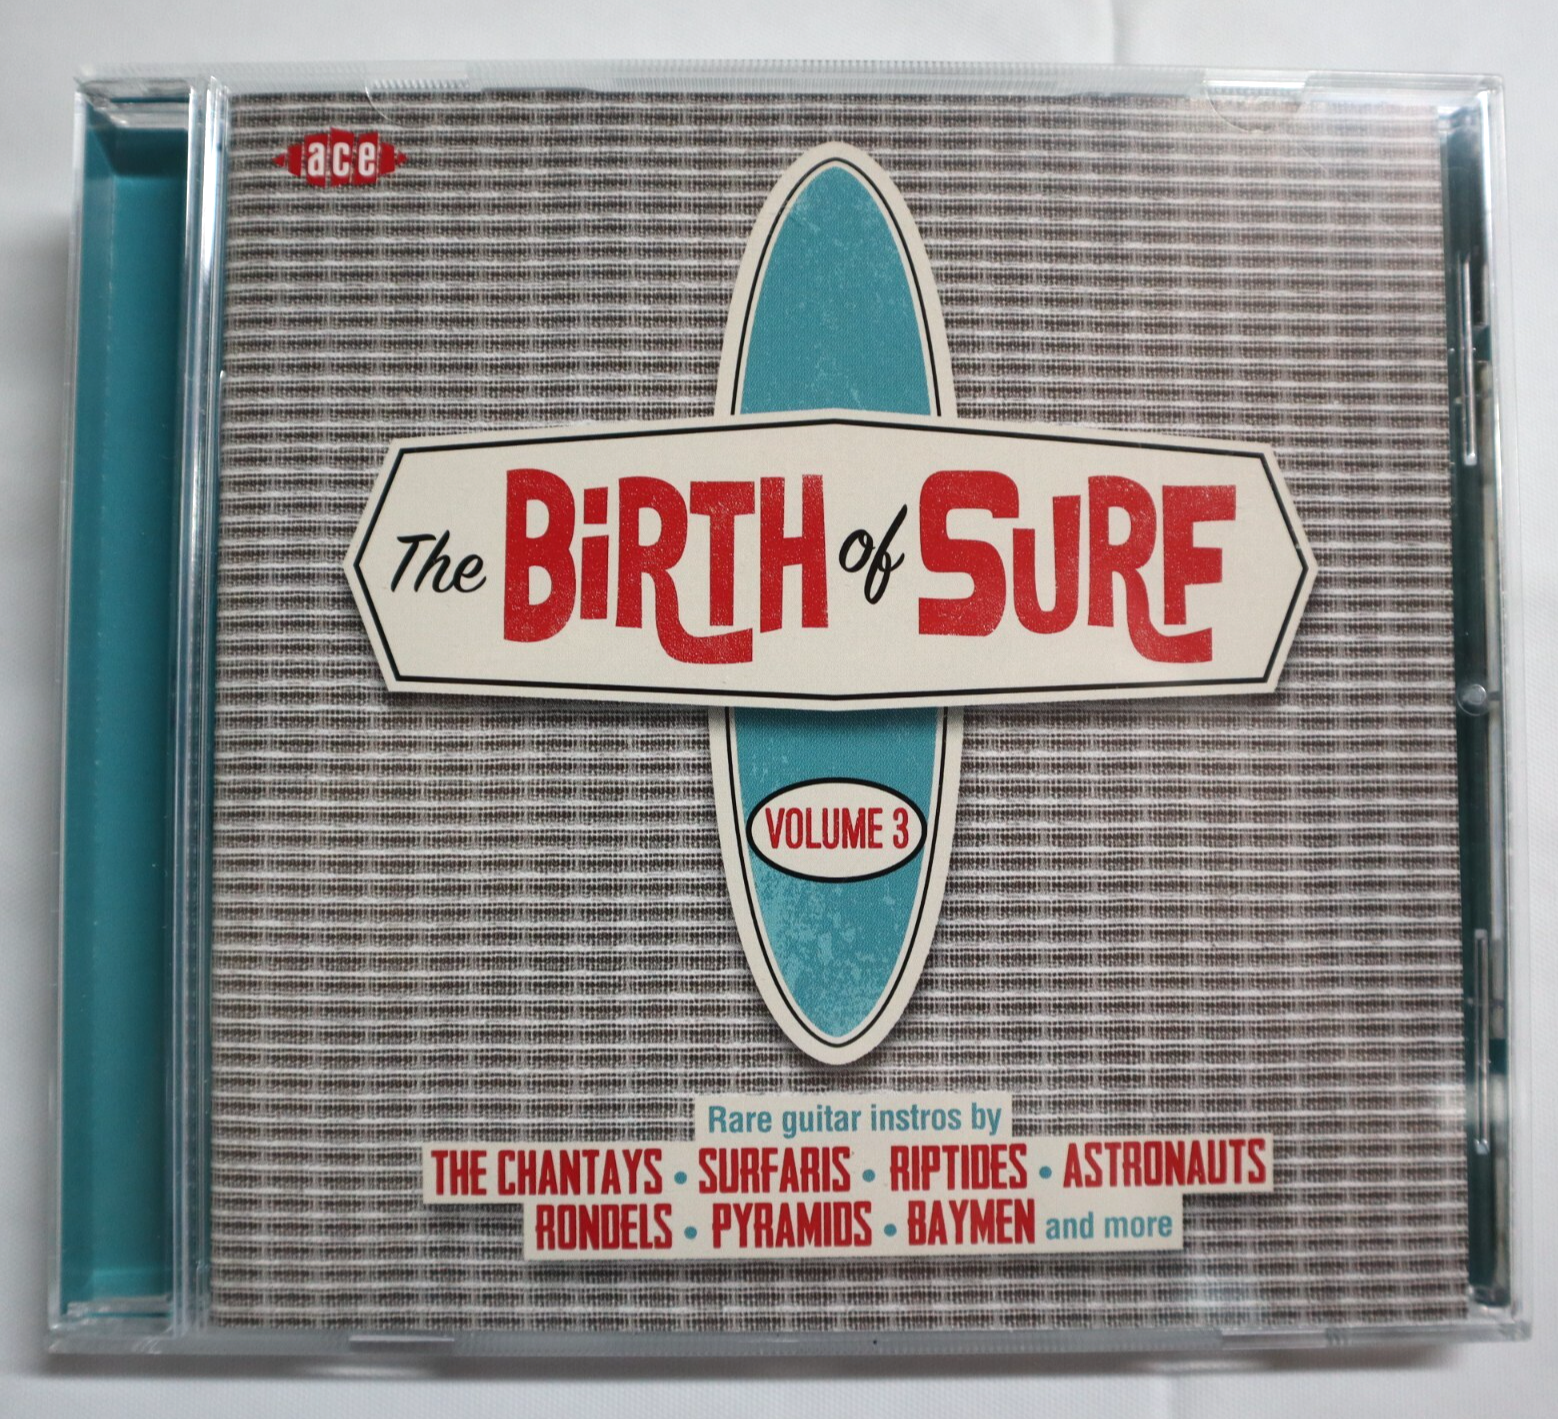 ace
The BiRTH of SURF
VOLUME 3
Rare guitar instros by
THE CHANTAYS • SURFARIS • RIPTIDES • ASTRONAUTS
RONDELS • PYRAMIDS • BAYMEN and more